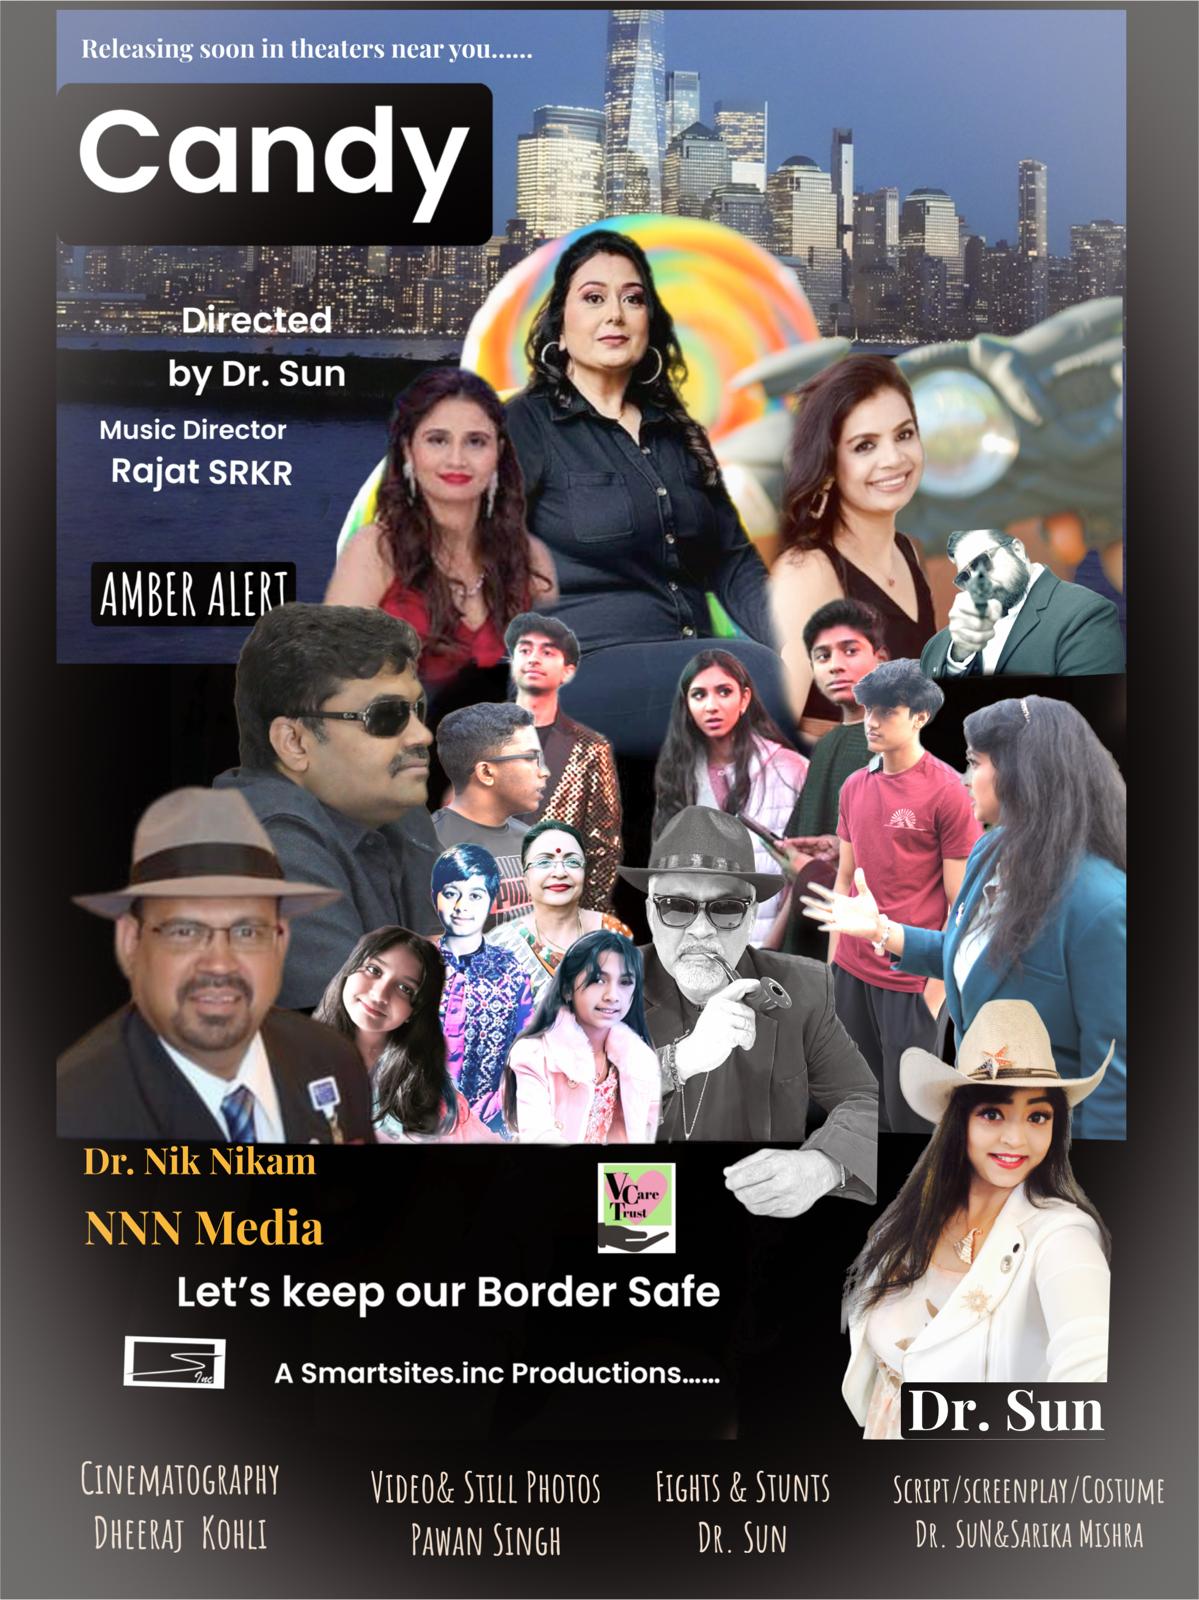 Releasing soon in theaters near you......
Candy
Directed
by Dr. Sun
Music Director
Rajat SRKR
AMBER ALERT
Dr. Nik Nikam
NNN Media
V Care
Trust
Let's keep our Border Safe
S Inc
A Smartsites.inc Productions......
Dr. Sun
CINEMATOGRAPHY
DHEERAJ KOHLI
VIDEO& STILL PHOTOS
PAWAN SINGH
FIGHTS & STUNTS
DR. SUN
SCRIPT/SCREENPLAY/COSTUME
DR. SUN&SARIKA MISHRA